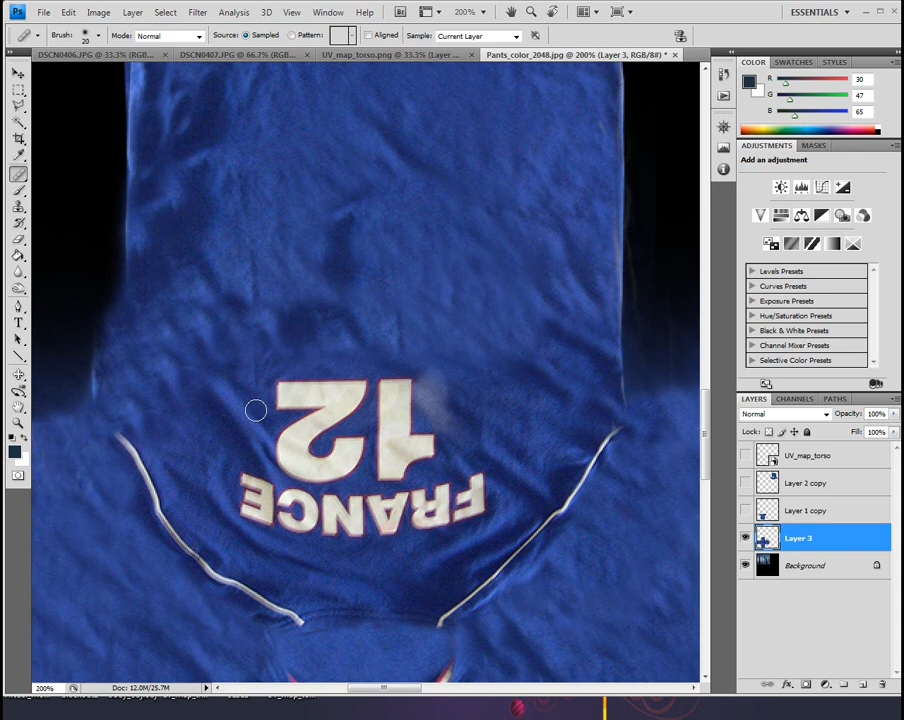 Ps File Edit Image Layer Select Filter Analysis 3D View Window Help Br 200% ESSENTIALS
Brush: 20 Mode: Normal Source: Sampled Pattern: Aligned Sample: Current Layer
DSCN0406.JPG @ 33.3% (RGB... × DSCN0407.JPG @ 66.7% (RGB... × UV_map_torso.png @ 33.3% (Layer ... × Pants_color_2048.jpg @ 200% (Layer 3, RGB/8#) * ×
COLOR SWATCHES STYLES
R 30
G 47
B 65
ADJUSTMENTS MASKS
Add an adjustment
Levels Presets
Curves Presets
Exposure Presets
Hue/Saturation Presets
Black & White Presets
Channel Mixer Presets
Selective Color Presets
12
FRANCE
LAYERS CHANNELS PATHS
Normal Opacity: 100%
Lock: Fill: 100%
UV_map_torso
Layer 2 copy
Layer 1 copy
Layer 3
Background
200% Doc: 12.0M/25.7M